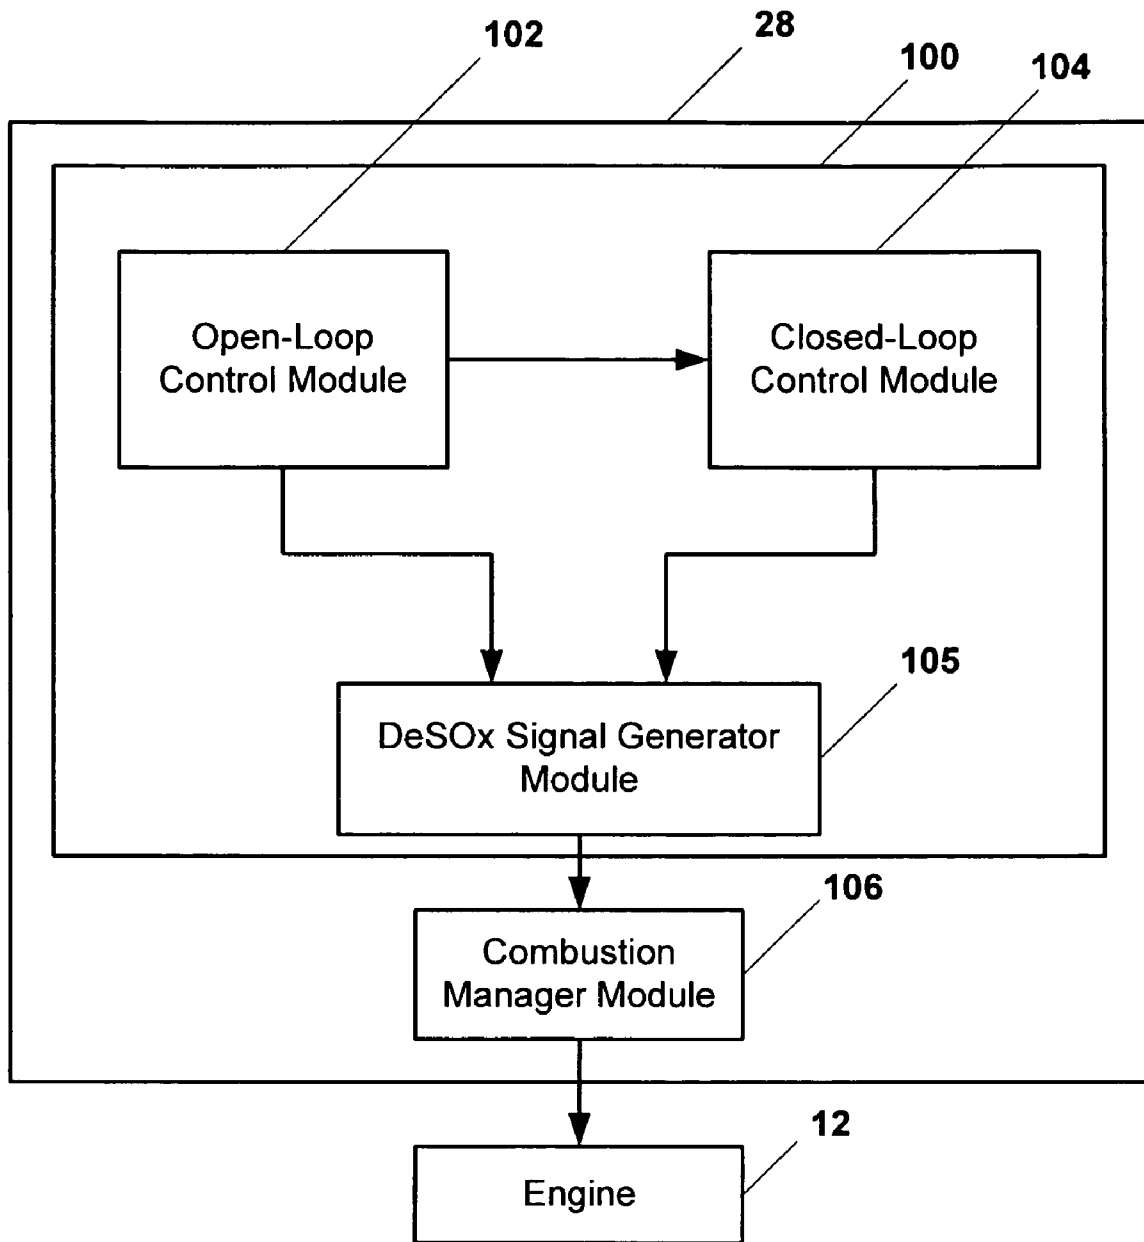 28
102
100
104
Open-Loop
Control Module
Closed-Loop
Control Module
105
DeSOx Signal Generator
Module
106
Combustion
Manager Module
12
Engine